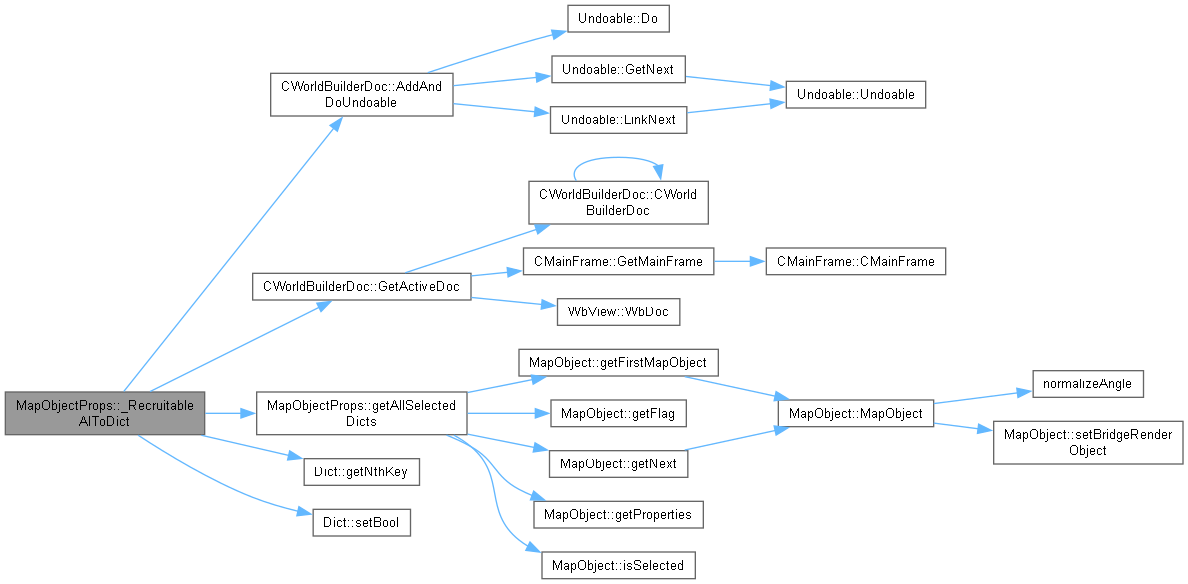 Undoable::Do
CWorldBuilderDoc::AddAnd
DoUndoable
Undoable::GetNext
Undoable::LinkNext
Undoable::Undoable
CWorldBuilderDoc::CWorld
BuilderDoc
CWorldBuilderDoc::GetActiveDoc
CMainFrame::GetMainFrame
CMainFrame::CMainFrame
WbView::WbDoc
MapObjectProps::_Recruitable
AIToDict
MapObjectProps::getAllSelected
Dicts
MapObject::getFirstMapObject
MapObject::getFlag
MapObject::getNext
MapObject::MapObject
normalizeAngle
MapObject::setBridgeRender
Object
Dict::getNthKey
MapObject::getProperties
Dict::setBool
MapObject::isSelected